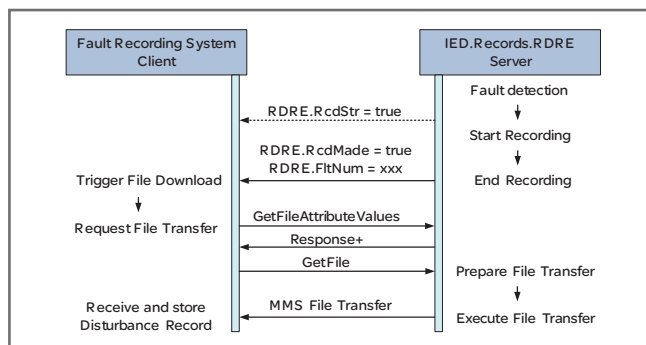 Fault Recording System
Client
IED.Records.RDRE
Server
Fault detection
RDRE.RcdStr = true
Start Recording
RDRE.RcdMade = true
RDRE.FltNum = xxx
Trigger File Download
End Recording
GetFileAttributeValues
Request File Transfer
Response+
GetFile
Prepare File Transfer
Receive and store
Disturbance Record
MMS File Transfer
Execute File Transfer